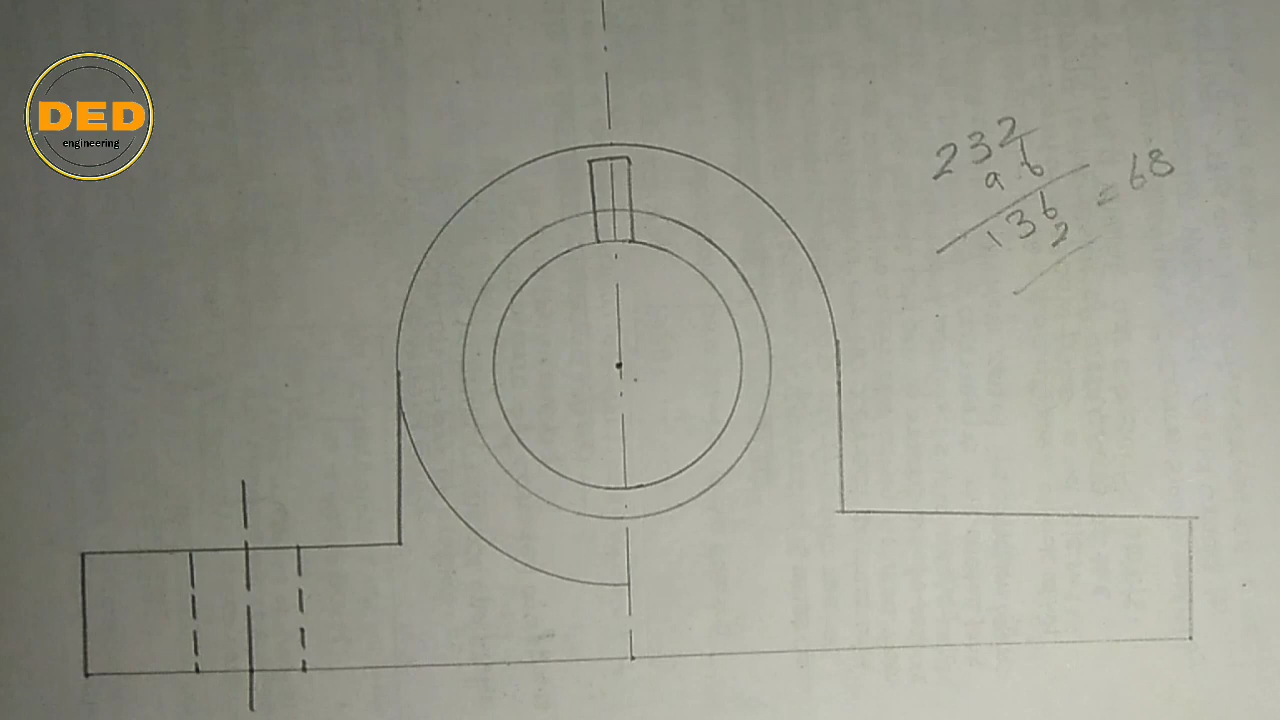 DED
engineering
232
96
136
2
= 68